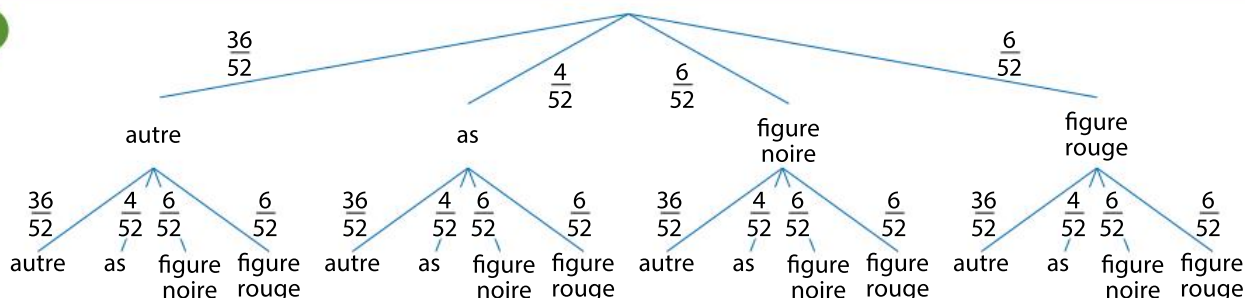 36/52
4/52
6/52
6/52
autre
as
figure
noire
figure
rouge
36/52 4/52 6/52 6/52
36/52 4/52 6/52 6/52
36/52 4/52 6/52 6/52
36/52 4/52 6/52 6/52
autre as figure
noire figure
rouge
autre as figure
noire figure
rouge
autre as figure
noire figure
rouge
autre as figure
noire figure
rouge